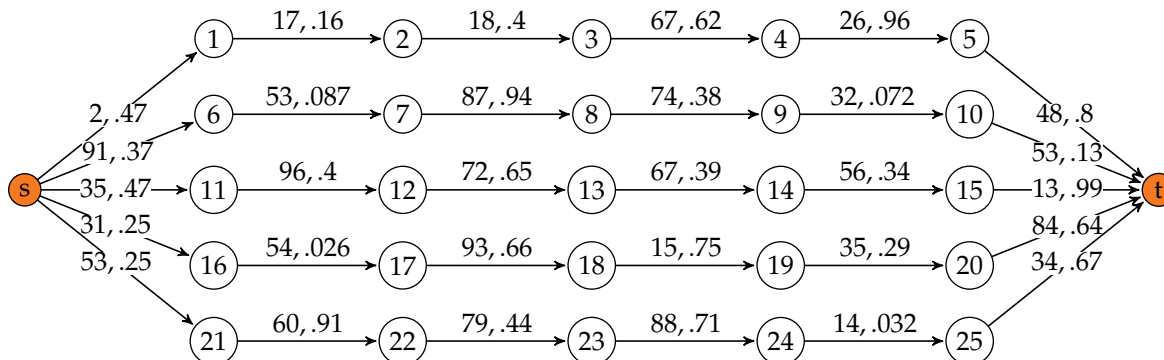 1 17, .16 2 18, .4 3 67, .62 4 26, .96 5
2, .47 48, .8
6 53, .087 7 87, .94 8 74, .38 9 32, .072 10
91, .37 53, .13
s 35, .47 11 96, .4 12 72, .65 13 67, .39 14 56, .34 15 13, .99 t
31, .25 84, .64
16 54, .026 17 93, .66 18 15, .75 19 35, .29 20
53, .25 34, .67
21 60, .91 22 79, .44 23 88, .71 24 14, .032 25